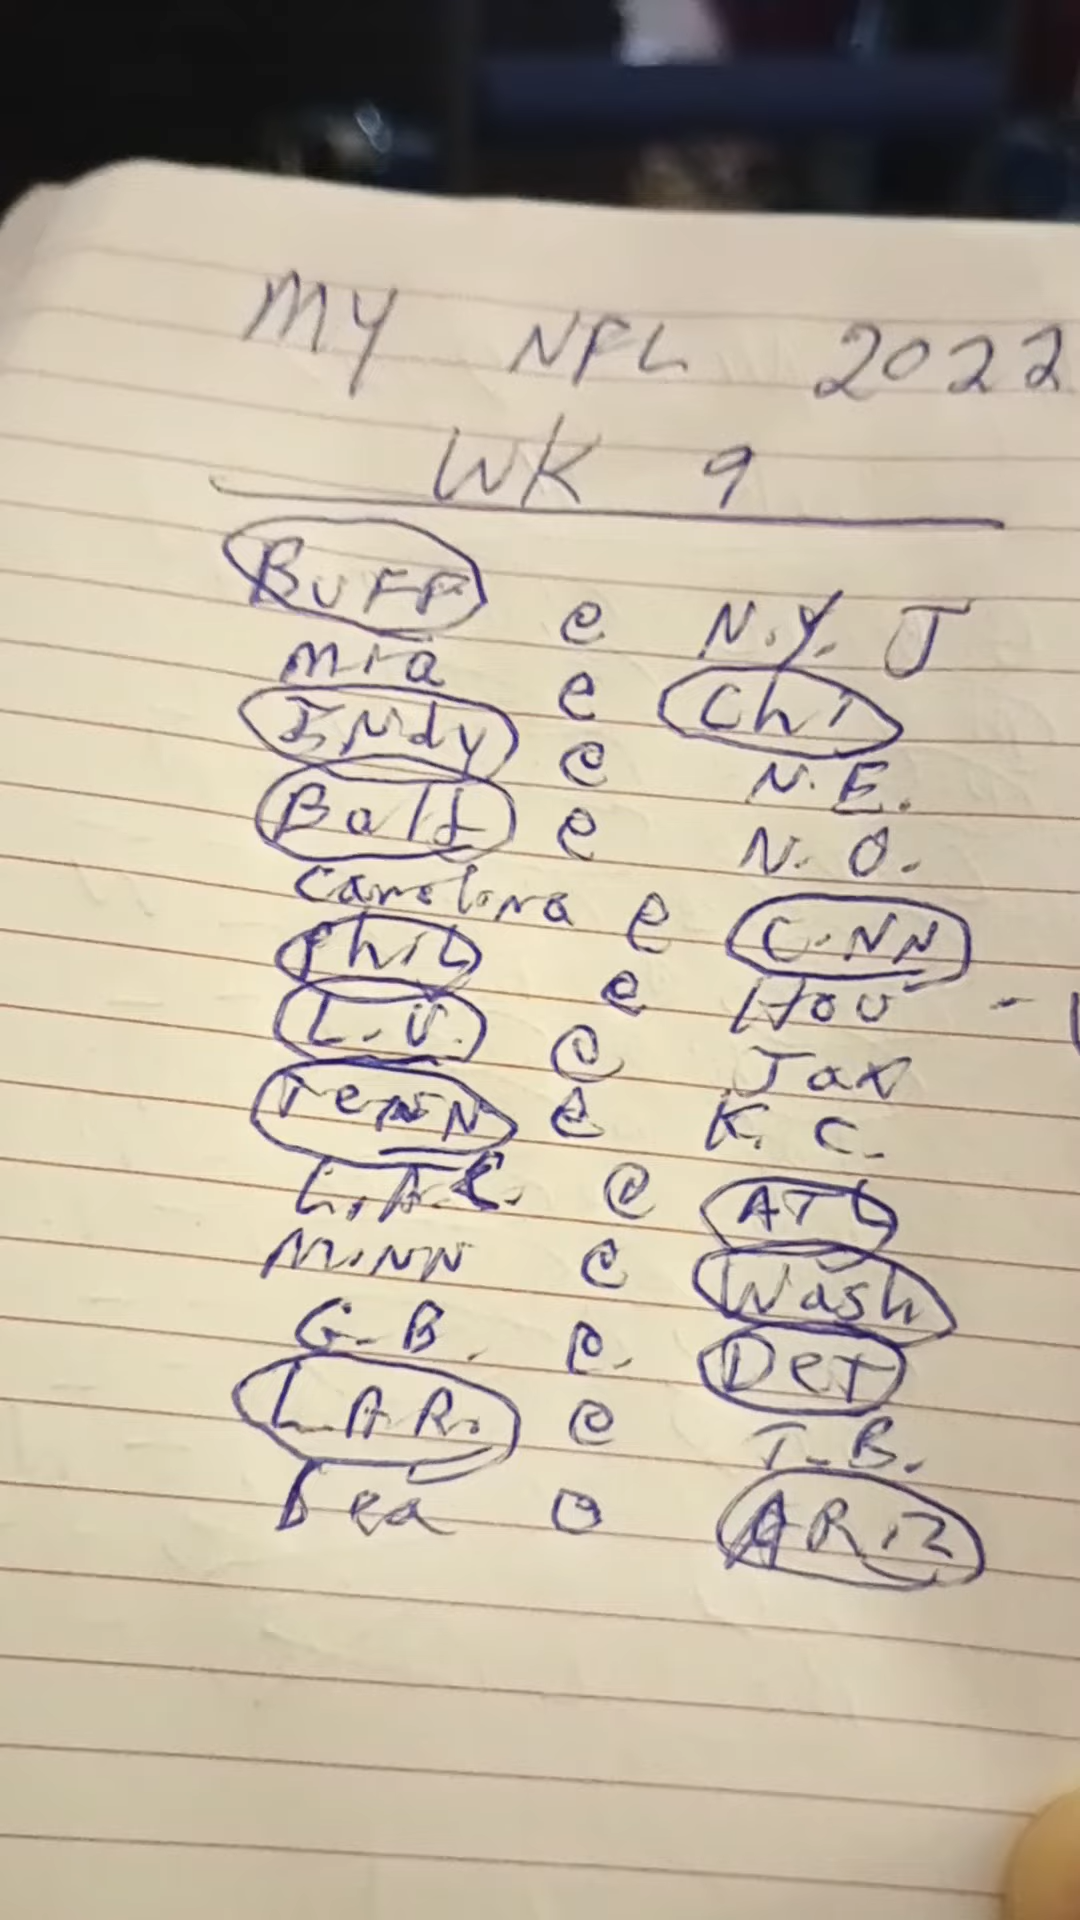 MY NFL 2022
WK 9
BUFF @ N.Y. J
Mia @ Chi
INdy @ N.E.
Balt @ N.O.
Carolina @ CiNN
Phil @ Hou -
L.V. @ Jax
TeNN @ K.C.
L.A.C. @ ATL
MiNN @ Wash
G.B. @ Det
L.A.R. @ T.B.
Sea @ ARiz